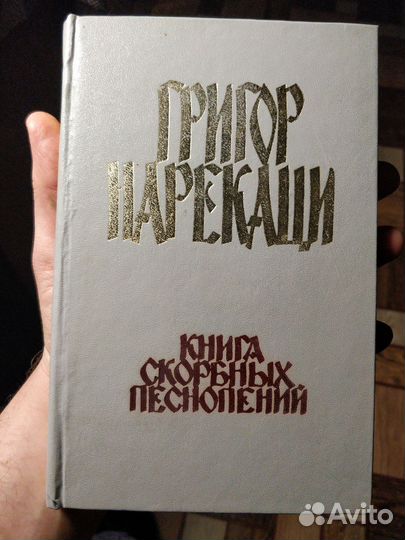 ГРИГОР
НАРЕКАЦИ
КНИГА
СКОРБНЫХ
ПЕСНОПЕНИЙ
Avito